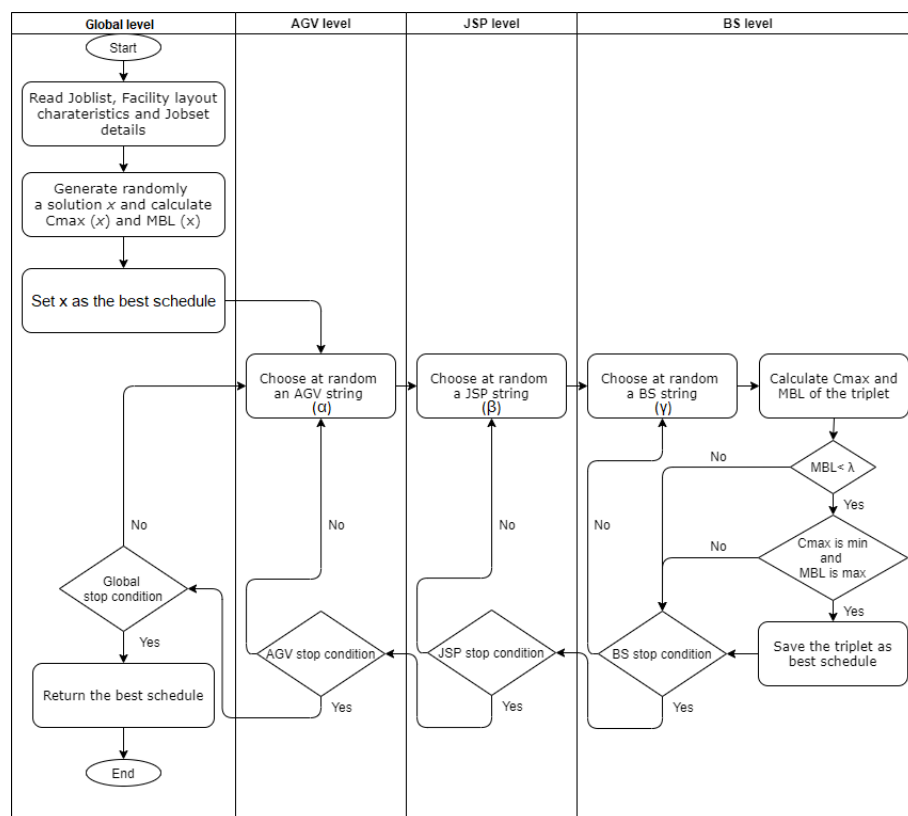 Global level
AGV level
JSP level
BS level
Start
Read Joblist, Facility layout
charateristics and Jobset
details
Generate randomly
a solution x and calculate
Cmax (x) and MBL (x)
Set x as the best schedule
Choose at random
an AGV string
(α)
Choose at random
a JSP string
(β)
Choose at random
a BS string
(γ)
Calculate Cmax and
MBL of the triplet
No
MBL< λ
Yes
No
No
No
No
No
Cmax is min
and
MBL is max
Yes
Global
stop condition
Yes
AGV stop condition
Yes
JSP stop condition
Yes
BS stop condition
Yes
Save the triplet as
best schedule
Return the best schedule
End